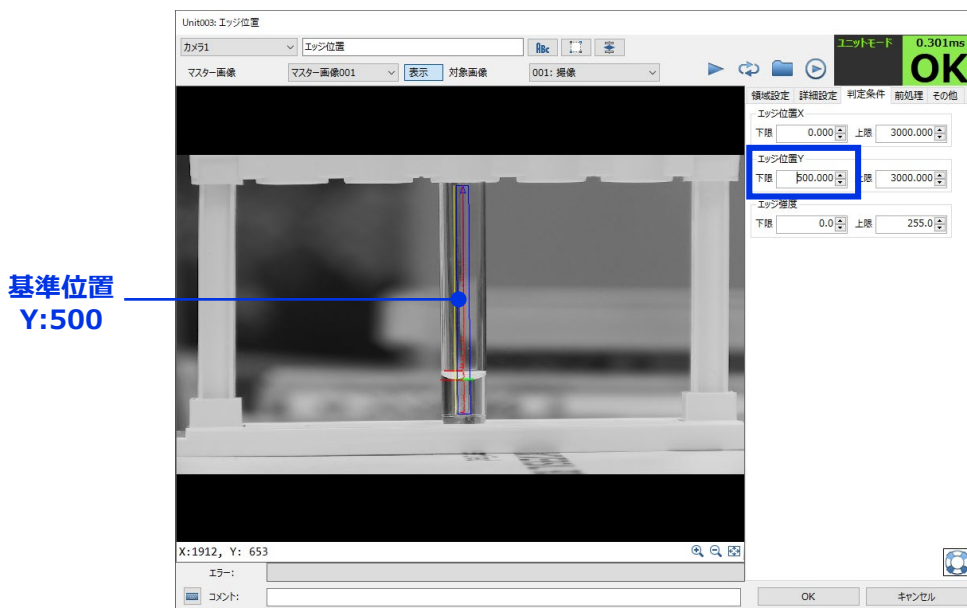 Unit003: エッジ位置
カメラ1
エッジ位置
ABc
ユニットモード
0.301ms
OK
マスター画像
マスター画像001
表示
対象画像
001: 撮像
領域設定 詳細設定 判定条件 前処理 その他
エッジ位置X
下限 0.000 上限 3000.000
エッジ位置Y
下限 500.000 上限 3000.000
エッジ強度
下限 0.0 上限 255.0
基準位置
Y:500
X:1912, Y: 653
エラー:
コメント:
OK キャンセル